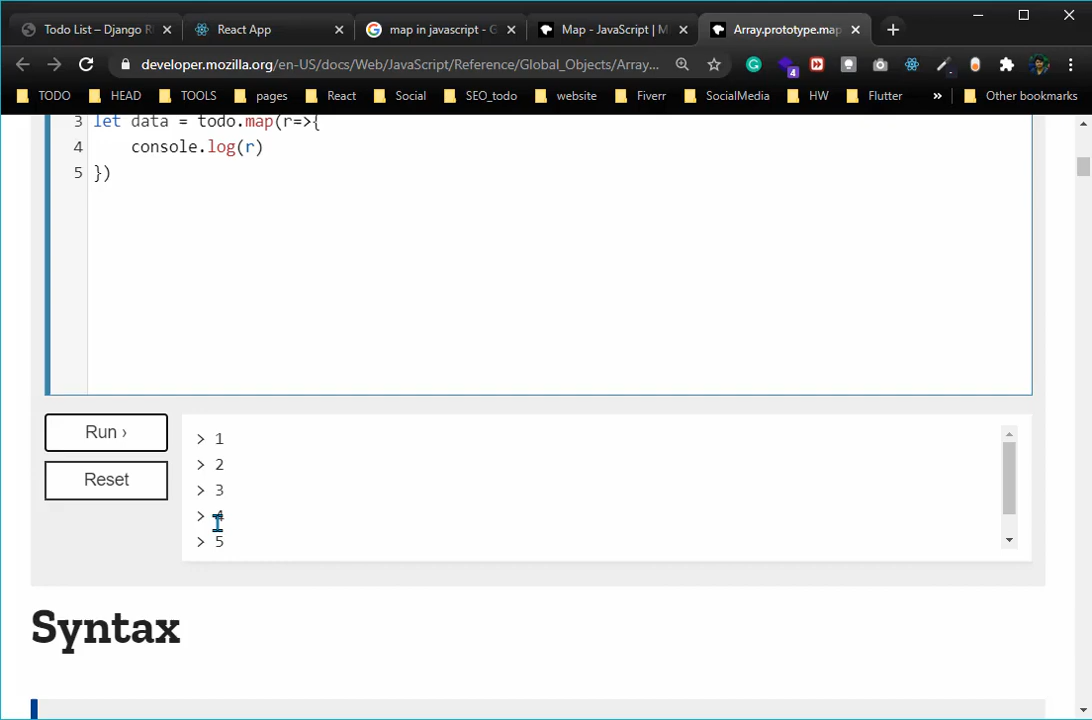 Todo List – Django R
React App
map in javascript - G
Map - JavaScript | M
Array.prototype.map
developer.mozilla.org/en-US/docs/Web/JavaScript/Reference/Global_Objects/Array...
4
TODO
HEAD
TOOLS
pages
React
Social
SEO_todo
website
Fiverr
SocialMedia
HW
Flutter
»
Other bookmarks
3 let data = todo.map(r=>{
4 console.log(r)
5 })
Run ›
Reset
> 1
> 2
> 3
> 4
> 5
Syntax